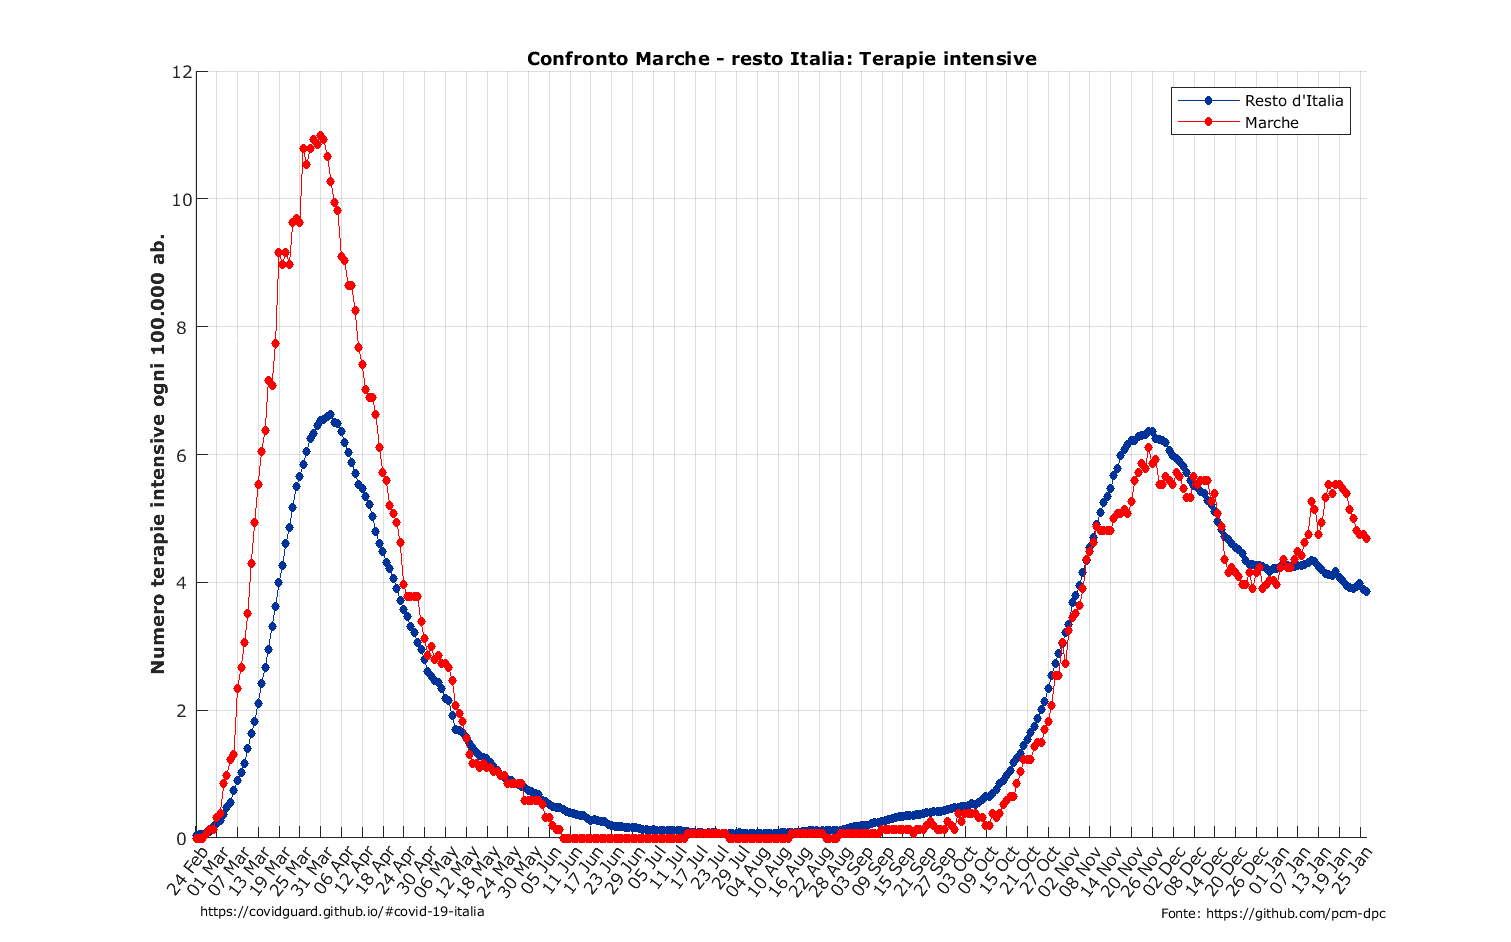 Confronto Marche - resto Italia: Terapie intensive
12
10
8
6
4
2
0
Numero terapie intensive ogni 100.000 ab.
Resto d'Italia
Marche
24 Feb
01 Mar
07 Mar
13 Mar
19 Mar
25 Mar
31 Mar
06 Apr
12 Apr
18 Apr
24 Apr
30 Apr
06 May
12 May
18 May
24 May
30 May
05 Jun
11 Jun
17 Jun
23 Jun
29 Jun
05 Jul
11 Jul
17 Jul
23 Jul
29 Jul
04 Aug
10 Aug
16 Aug
22 Aug
28 Aug
03 Sep
09 Sep
15 Sep
21 Sep
27 Sep
03 Oct
09 Oct
15 Oct
21 Oct
27 Oct
02 Nov
08 Nov
14 Nov
20 Nov
26 Nov
02 Dec
08 Dec
14 Dec
20 Dec
26 Dec
01 Jan
07 Jan
13 Jan
19 Jan
25 Jan
https://covidguard.github.io/#covid-19-italia
Fonte: https://github.com/pcm-dpc